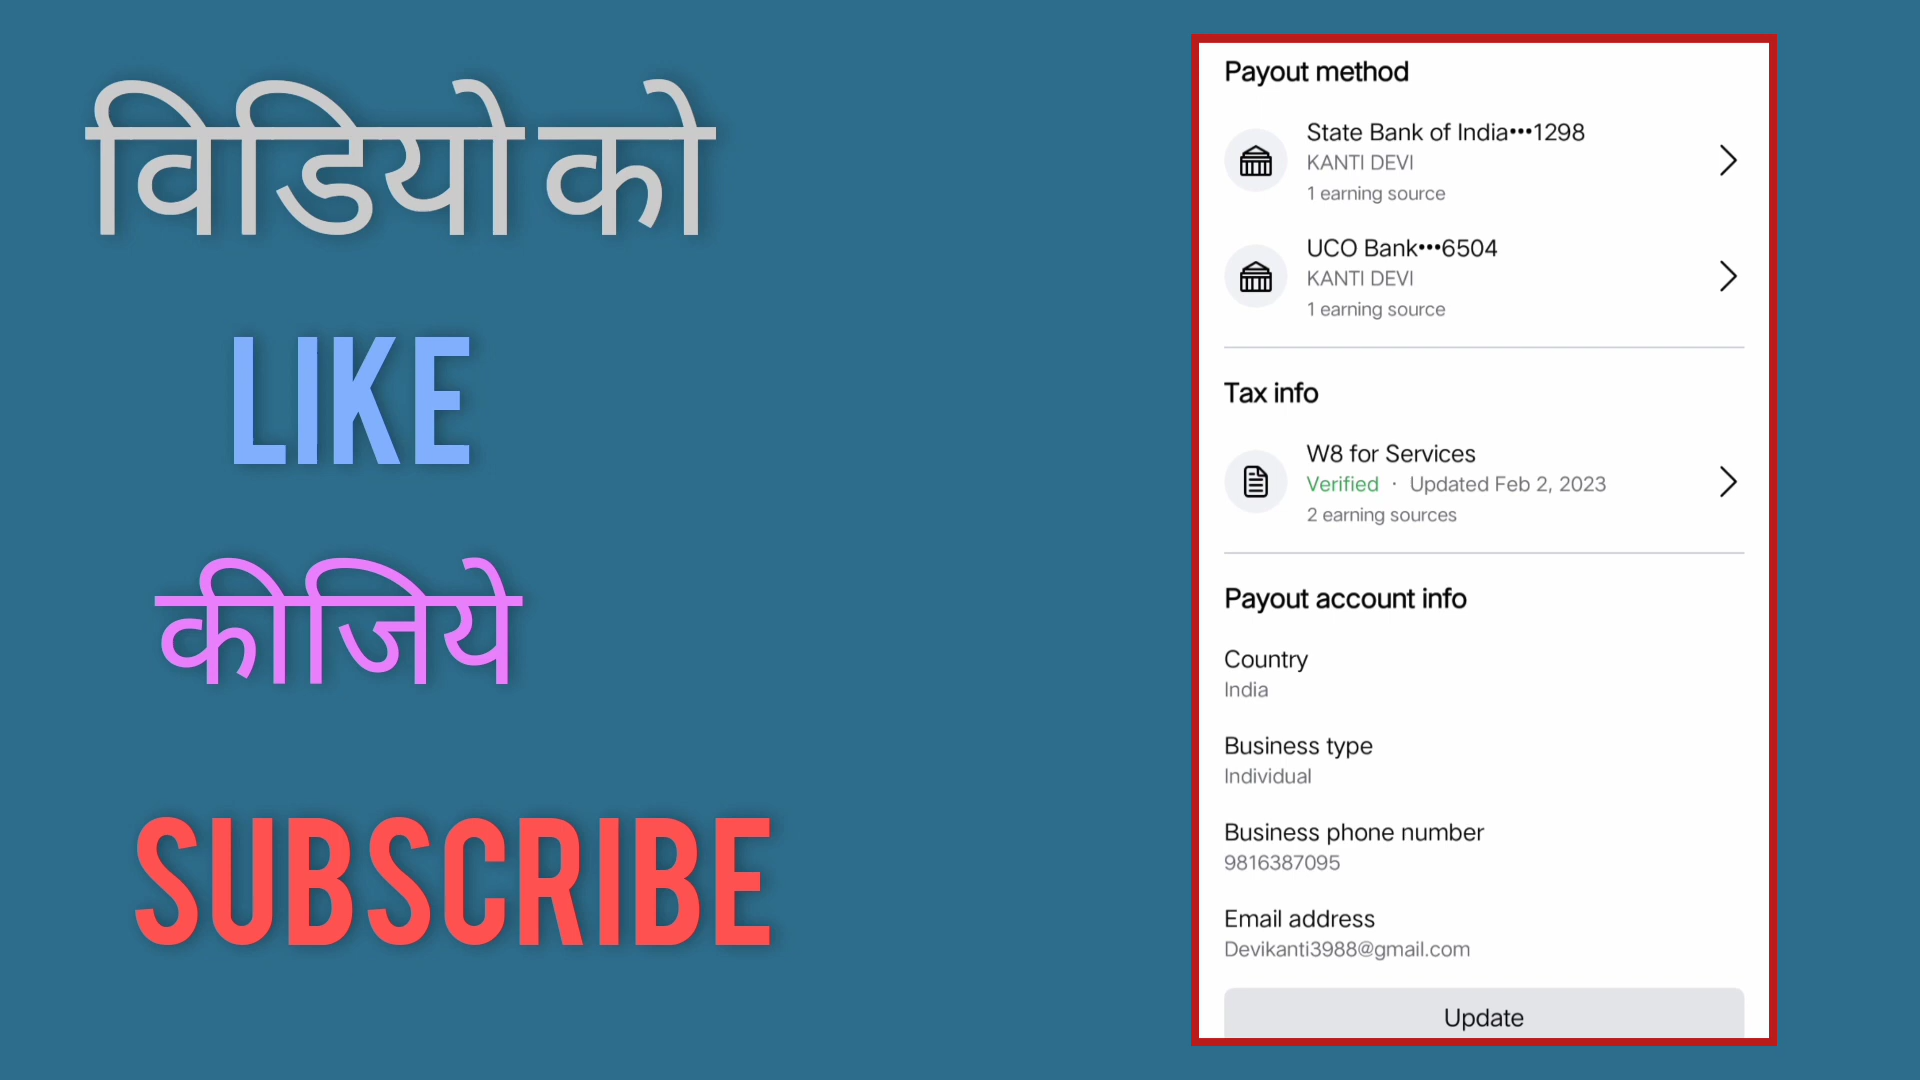 विडियो को
LIKE
कीजिये
SUBSCRIBE
Payout method
State Bank of India•••1298
KANTI DEVI
1 earning source
UCO Bank•••6504
KANTI DEVI
1 earning source
Tax info
W8 for Services
Verified · Updated Feb 2, 2023
2 earning sources
Payout account info
Country
India
Business type
Individual
Business phone number
9816387095
Email address
Devikanti3988@gmail.com
Update